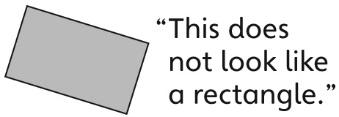 “This does
not look like
a rectangle.”